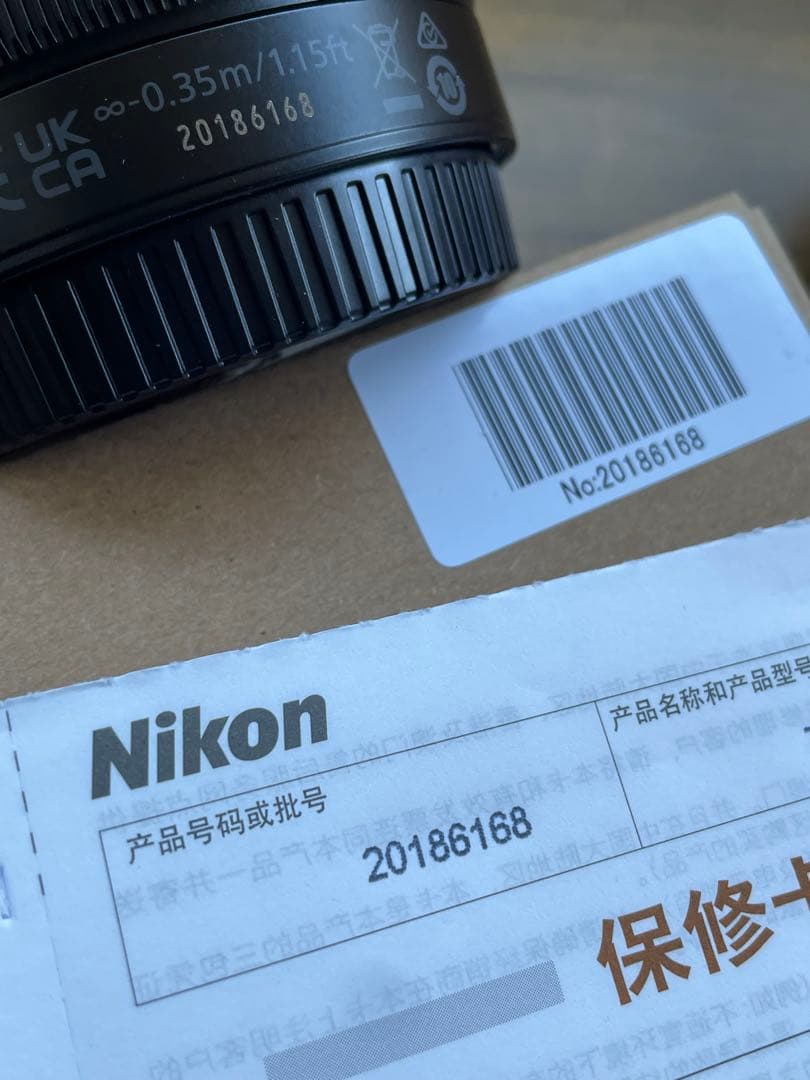 ∞-0.35m/1.15ft
UK
CA
20186168
10
No:20186168
Nikon
产品号码或批号
20186168
产品名称和产品型号
保修卡